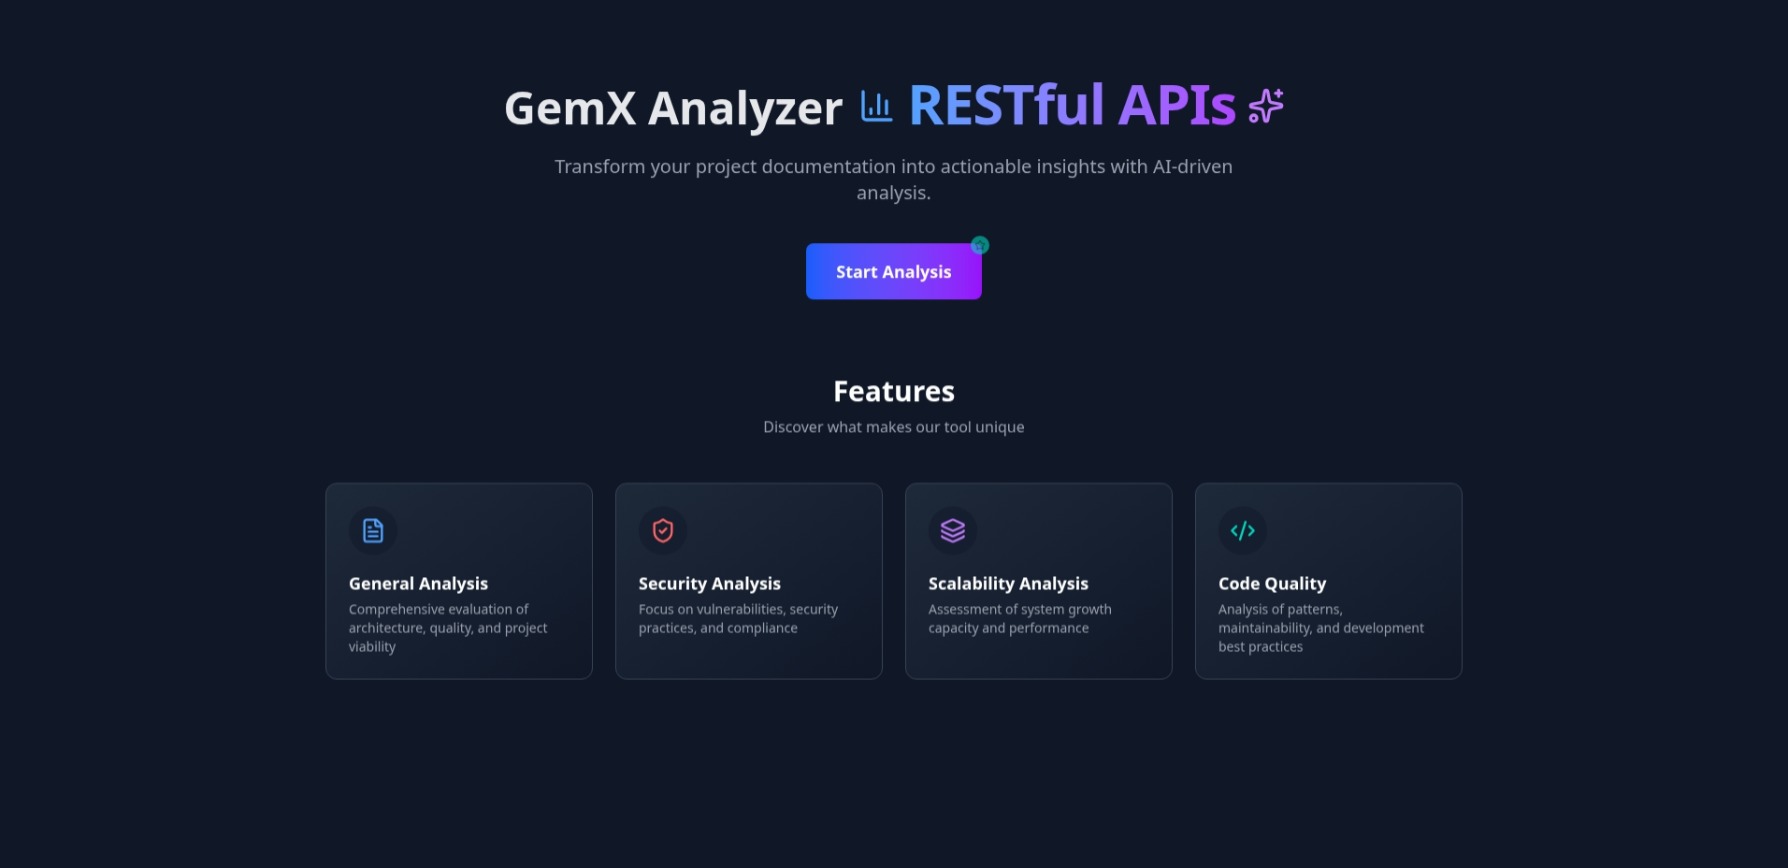 GemX Analyzer RESTful APIs
Transform your project documentation into actionable insights with AI-driven
analysis.
Start Analysis
Features
Discover what makes our tool unique
General Analysis
Comprehensive evaluation of
architecture, quality, and project
viability
Security Analysis
Focus on vulnerabilities, security
practices, and compliance
Scalability Analysis
Assessment of system growth
capacity and performance
Code Quality
Analysis of patterns,
maintainability, and development
best practices